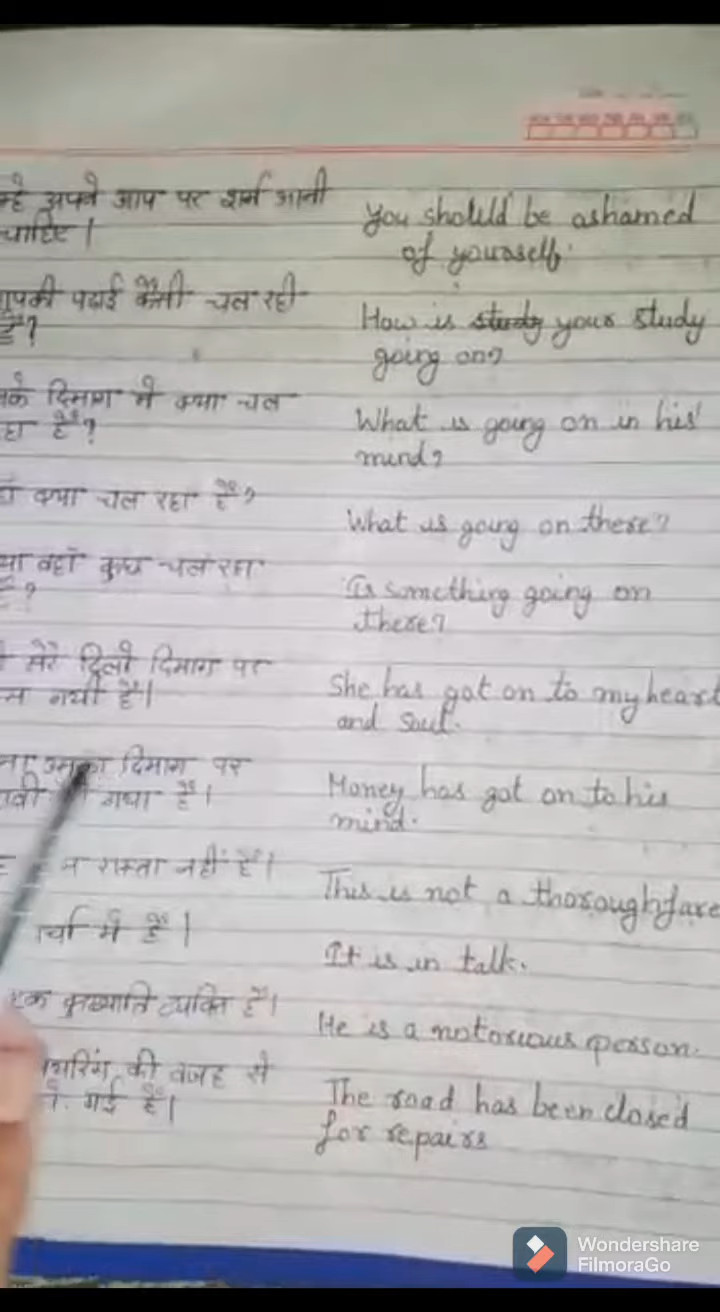 अपने आप पर शर्म आनी
चाहिए।
You should be ashamed
of yourself.
पढाई कैसी चल रही
है?
How is study your study
going on?
दिमाग में क्या चल
है?
What is going on in his
mind?
क्या चल रहा है?
What is going on there?
वहाँ कुछ चल रहा
है?
Is something going on
there?
मेरे दिलो दिमाग पर
गयी है।
She has got on to my heart
and soul.
दिमाग पर
गया है।
Money has got on to his
mind.
रास्ता नहीं है।
This is not a thoroughfare
में है।
It is in talk.
एक कुख्याति व्यक्ति है।
He is a notorious person.
की वजह से
गई है।
The road has been closed
for repairs
Wondershare
FilmoraGo